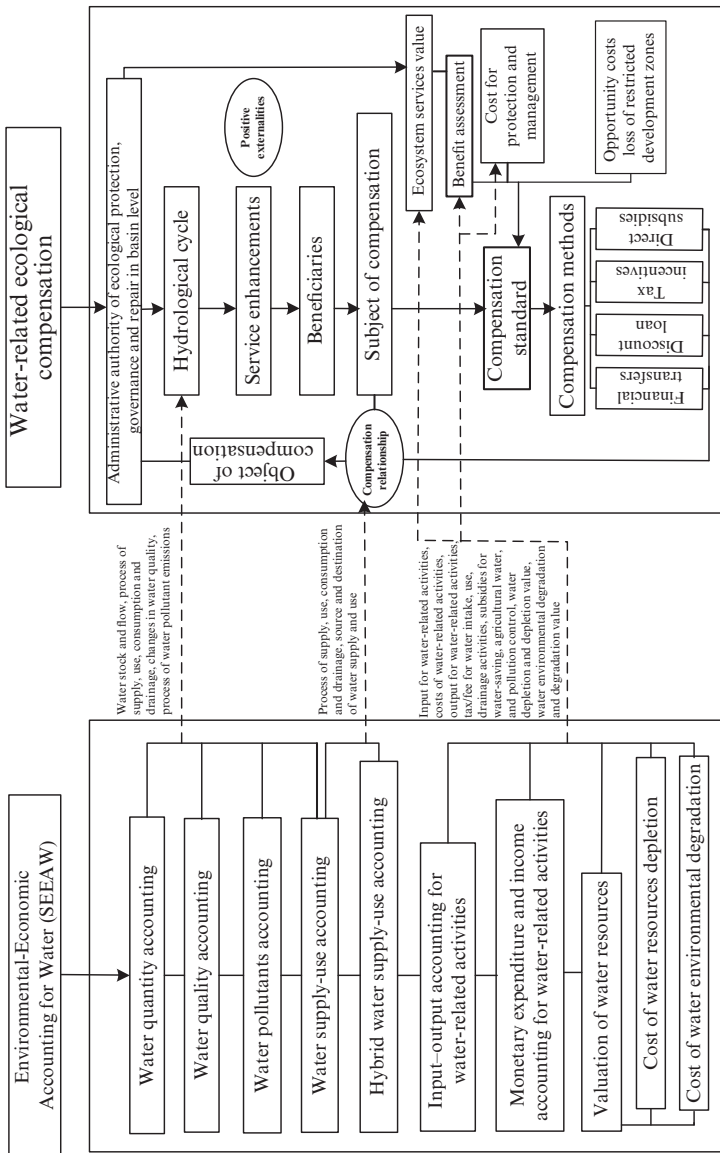 Environmental-Economic
Accounting for Water (SEEAW)
Water quantity accounting
Water quality accounting
Water pollutants accounting
Water supply-use accounting
Hybrid water supply-use accounting
Input–output accounting for
water-related activities
Monetary expenditure and income
accounting for water-related activities
Valuation of water resources
Cost of water resources depletion
Cost of water environmental degradation
Water stock and flow, process of
supply, use, consumption and
drainage, changes in water quality,
process of water pollutant emissions
Process of supply, use, consumption
and drainage, source and destination
of water supply and use
Input for water-related activities,
costs of water-related activities,
output for water-related activities,
tax/fee for water intake, use,
drainage activities, subsidies for
water-saving, agricultural water,
and pollution control, water
depletion and depletion value,
water environmental degradation
and degradation value
Water-related ecological
compensation
Administrative authority of ecological protection,
governance and repair in basin level
Object of
compensation
Hydrological cycle
Positive
externalities
Service enhancements
Beneficiaries
Subject of compensation
Compensation
relationship
Ecosystem services value
Benefit assessment
Cost for
protection and
management
Opportunity costs
loss of restricted
development zones
Compensation
standard
Compensation methods
Financial
transfers
Discount
loan
Tax
incentives
Direct
subsidies